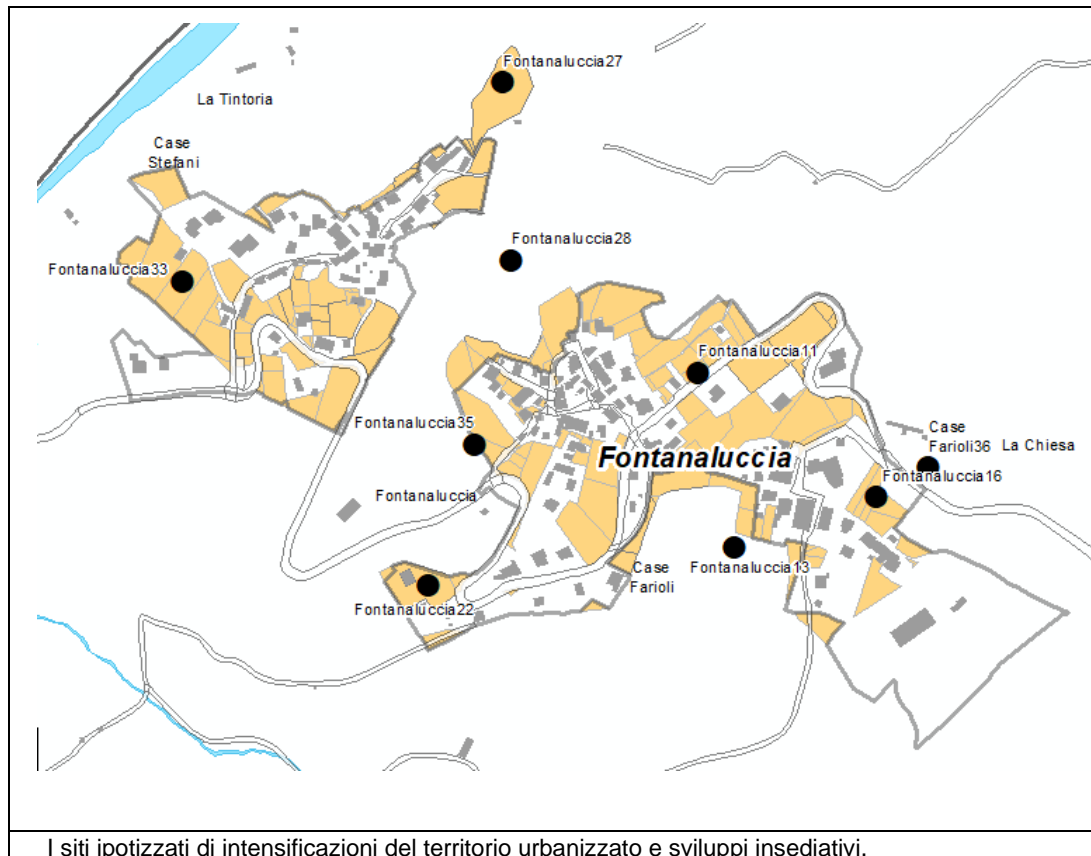 Fontanaluccia27
La Tintoria
Case
Stefani
Fontanaluccia28
Fontanaluccia33
Fontanaluccia11
Fontanaluccia35
Case
Farioli36
La Chiesa
Fontanaluccia
Fontanaluccia16
Fontanaluccia
Case
Farioli
Fontanaluccia13
Fontanaluccia22
I siti ipotizzati di intensificazioni del territorio urbanizzato e sviluppi insediativi.